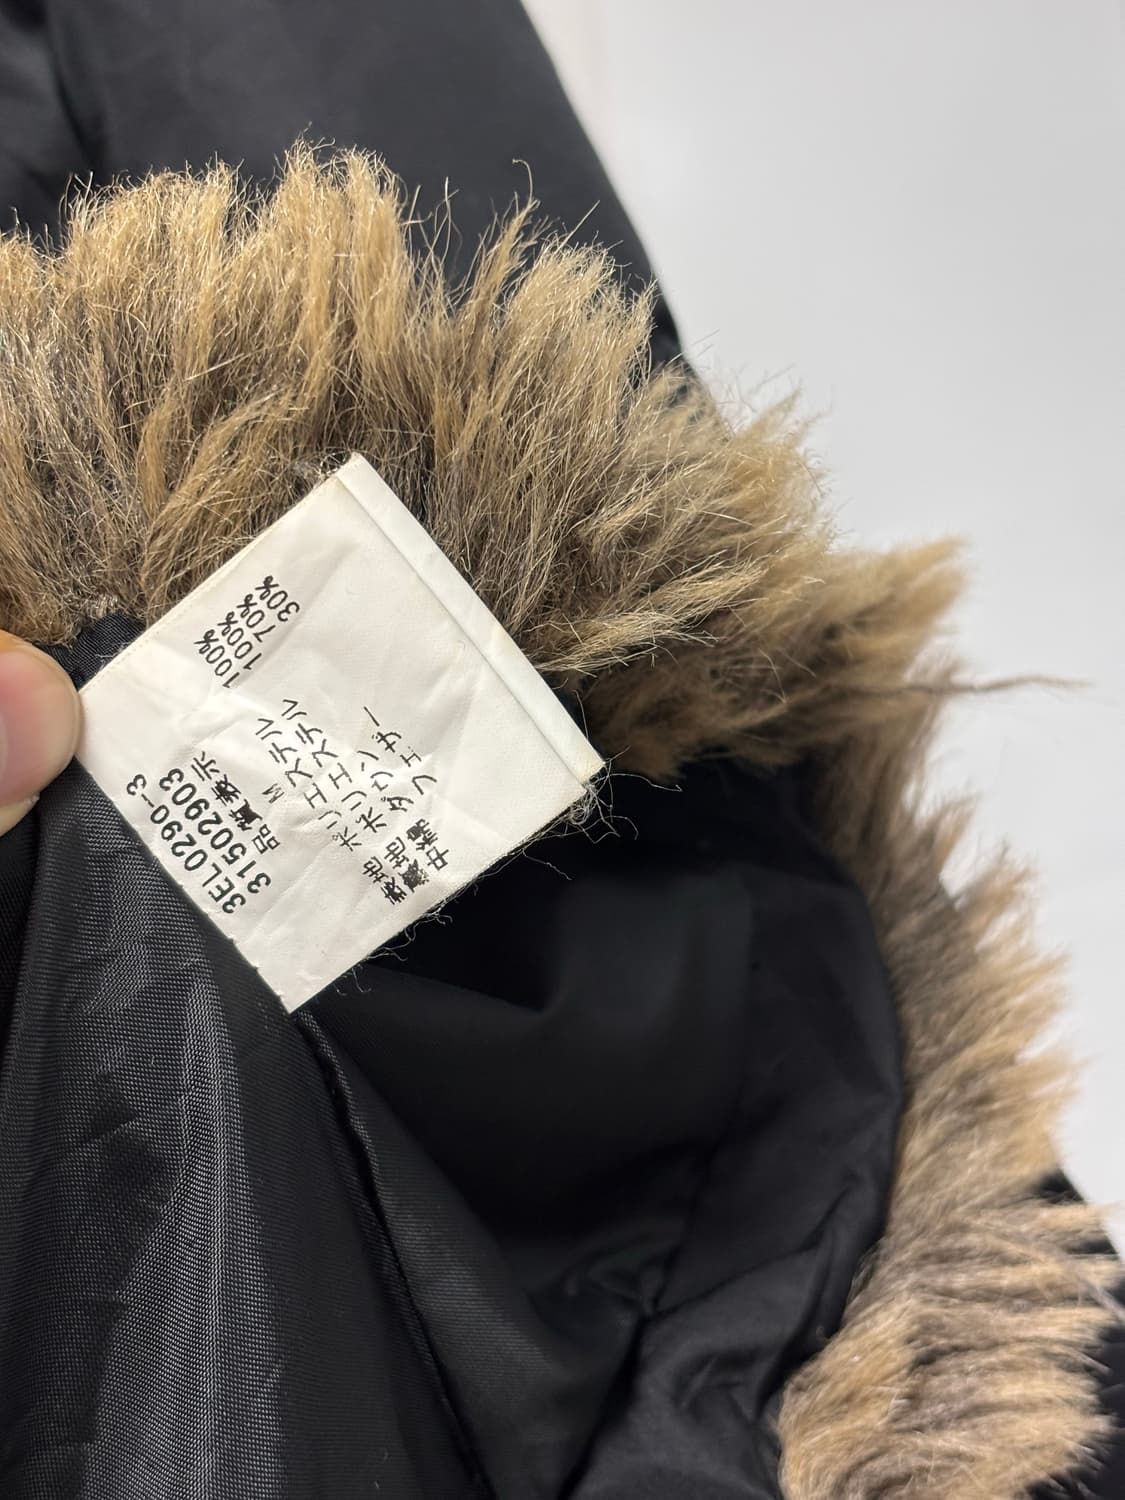 3EL0290-3
31502903
品質表示
M
表地 ポリエステル 100%
裏地 ポリエステル 100%
中綿 ダウン 70%
フェザー 30%